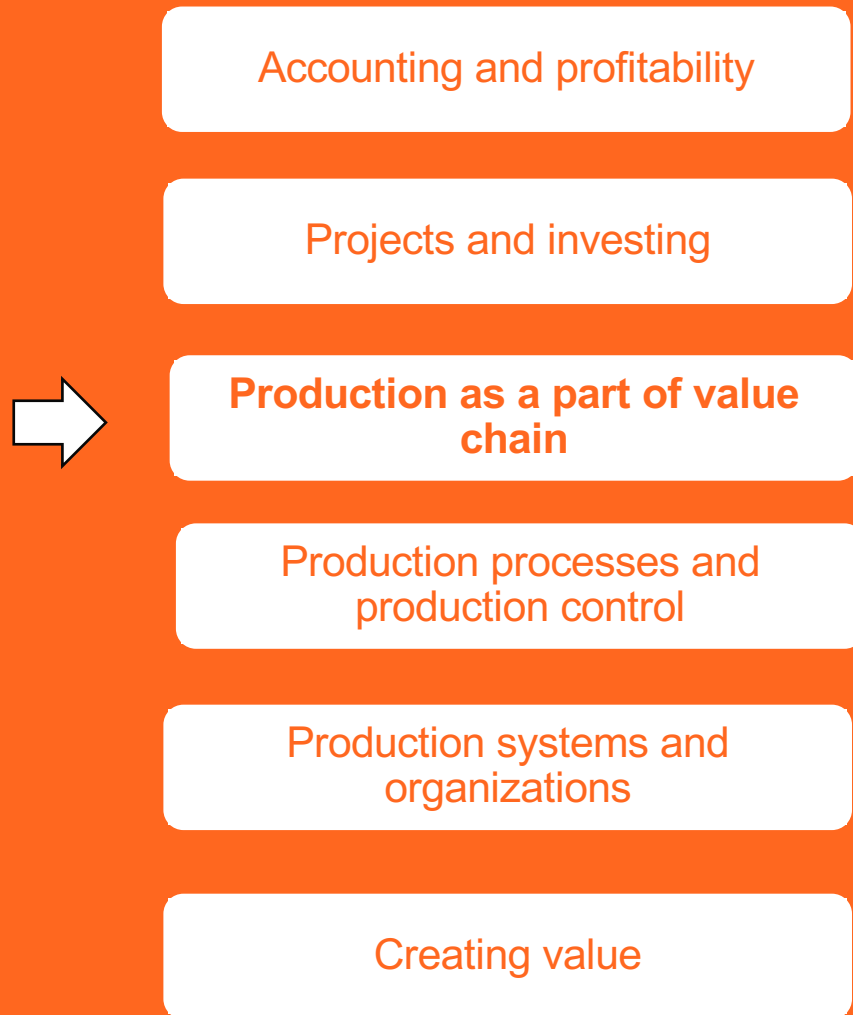 Accounting and profitability
Projects and investing
Production as a part of value
chain
Production processes and
production control
Production systems and
organizations
Creating value